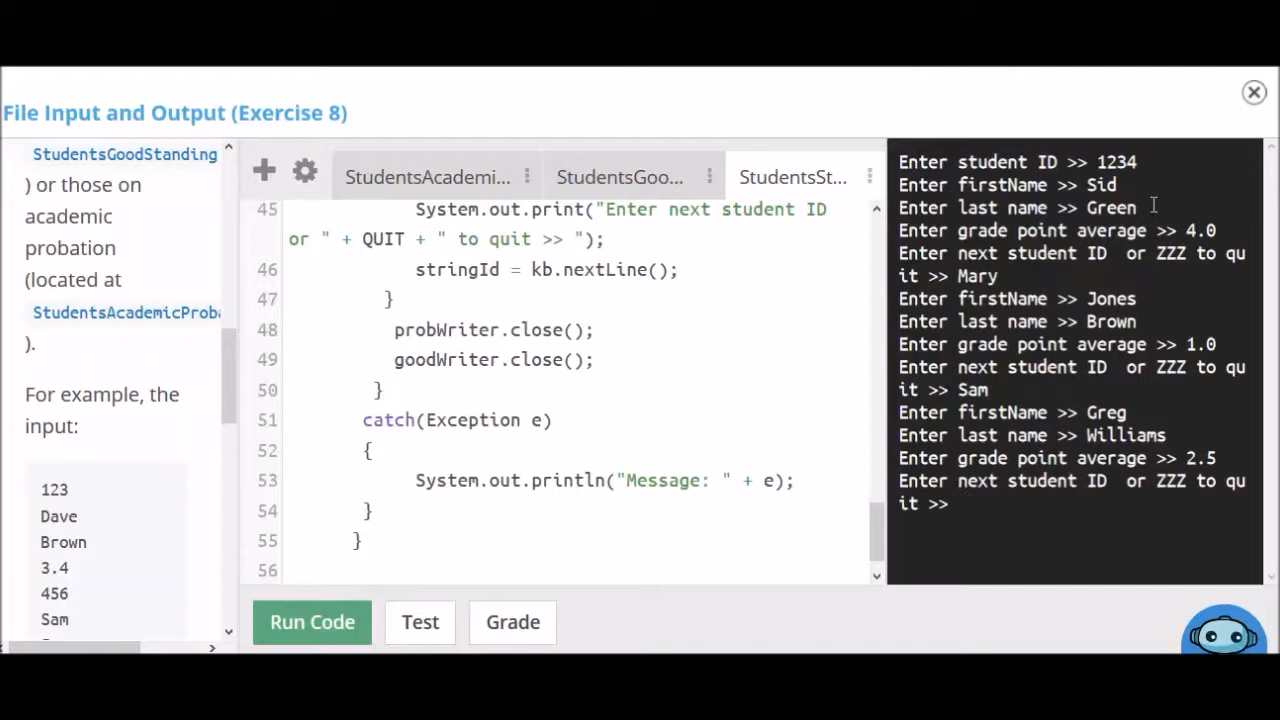 File Input and Output (Exercise 8)
StudentsGoodStanding
) or those on
academic
probation
(located at
StudentsAcademicProb
).
For example, the
input:
123
Dave
Brown
3.4
456
Sam
StudentsAcademi...
StudentsGoo...
StudentsSt...
45 System.out.print("Enter next student ID
or " + QUIT + " to quit >> ");
46 stringId = kb.nextLine();
47 }
48 probWriter.close();
49 goodWriter.close();
50 }
51 catch(Exception e)
52 {
53 System.out.println("Message: " + e);
54 }
55 }
56
Run Code
Test
Grade
Enter student ID >> 1234
Enter firstName >> Sid
Enter last name >> Green
Enter grade point average >> 4.0
Enter next student ID  or ZZZ to qu
it >> Mary
Enter firstName >> Jones
Enter last name >> Brown
Enter grade point average >> 1.0
Enter next student ID  or ZZZ to qu
it >> Sam
Enter firstName >> Greg
Enter last name >> Williams
Enter grade point average >> 2.5
Enter next student ID  or ZZZ to qu
it >>